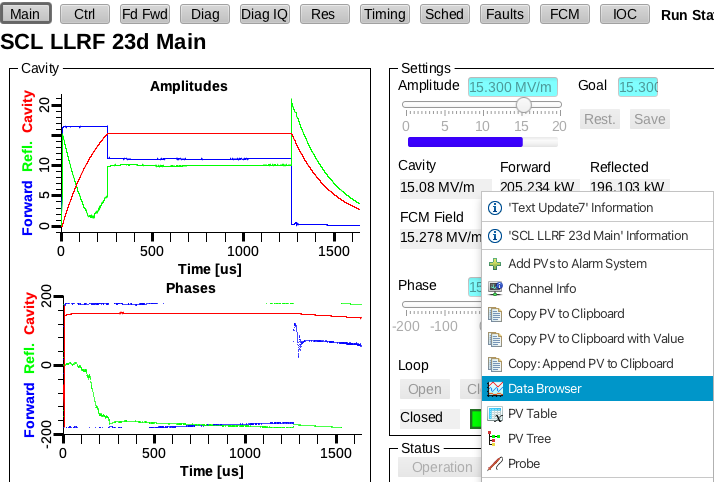 Main Ctrl Fd Fwd Diag Diag IQ Res Timing Sched Faults FCM IOC Run Sta
SCL LLRF 23d Main
Cavity
Amplitudes
Forward Refl. Cavity
20
10
5
0
0 500 1000 1500
Time [us]
Phases
Forward Refl. Cavity
200
0
-200
0 500 1000 1500
Time [us]
Settings
Amplitude 15.300 MV/m Goal 15.300
0 5 10 15 20
Rest. Save
Cavity Forward Reflected
15.08 MV/m 205.234 kW 196.103 kW
FCM Field
15.278 MV/m
Phase 15
-200 -100
Loop
Open Cl
Closed
Status
Operation
'Text Update7' Information
'SCL LLRF 23d Main' Information
Add PVs to Alarm System
Channel Info
Copy PV to Clipboard
Copy PV to Clipboard with Value
Copy: Append PV to Clipboard
Data Browser
PV Table
PV Tree
Probe